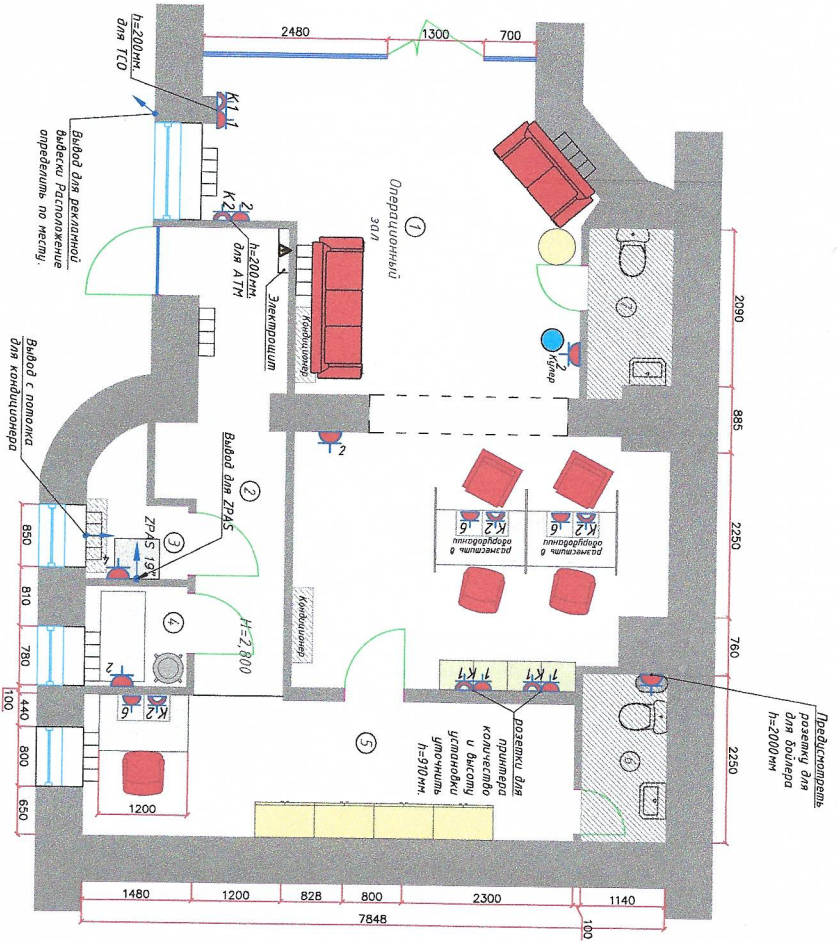 2480
1300
700
h=200мм.
для ТСО
К1
1
Вывод для рекламной
вывески Расположение
определить по месту.
К2
2
h=200мм.
для АТМ
Электрощит
1
Операционный
зал
Кондиционер
2
Кулер
7
2090
885
2250
760
2250
2
К2
6
разместить в
оборудовании
К2
6
разместить в
оборудовании
Вывод с потолка
для кондиционера
2
Вывод для ZPAS
3
ZPAS 19"
4
4
H=2,800
2
Кондиционер
1
К1
1
К1
розетки для
принтера
количество
и высоту
установки
уточнить
h=910мм.
5
6
Предусмотреть
розетку для
для бойлера
h=2000мм
К2
6
1200
850
810
780
100
440
800
650
1480
1200
828
800
2300
100
1140
7848